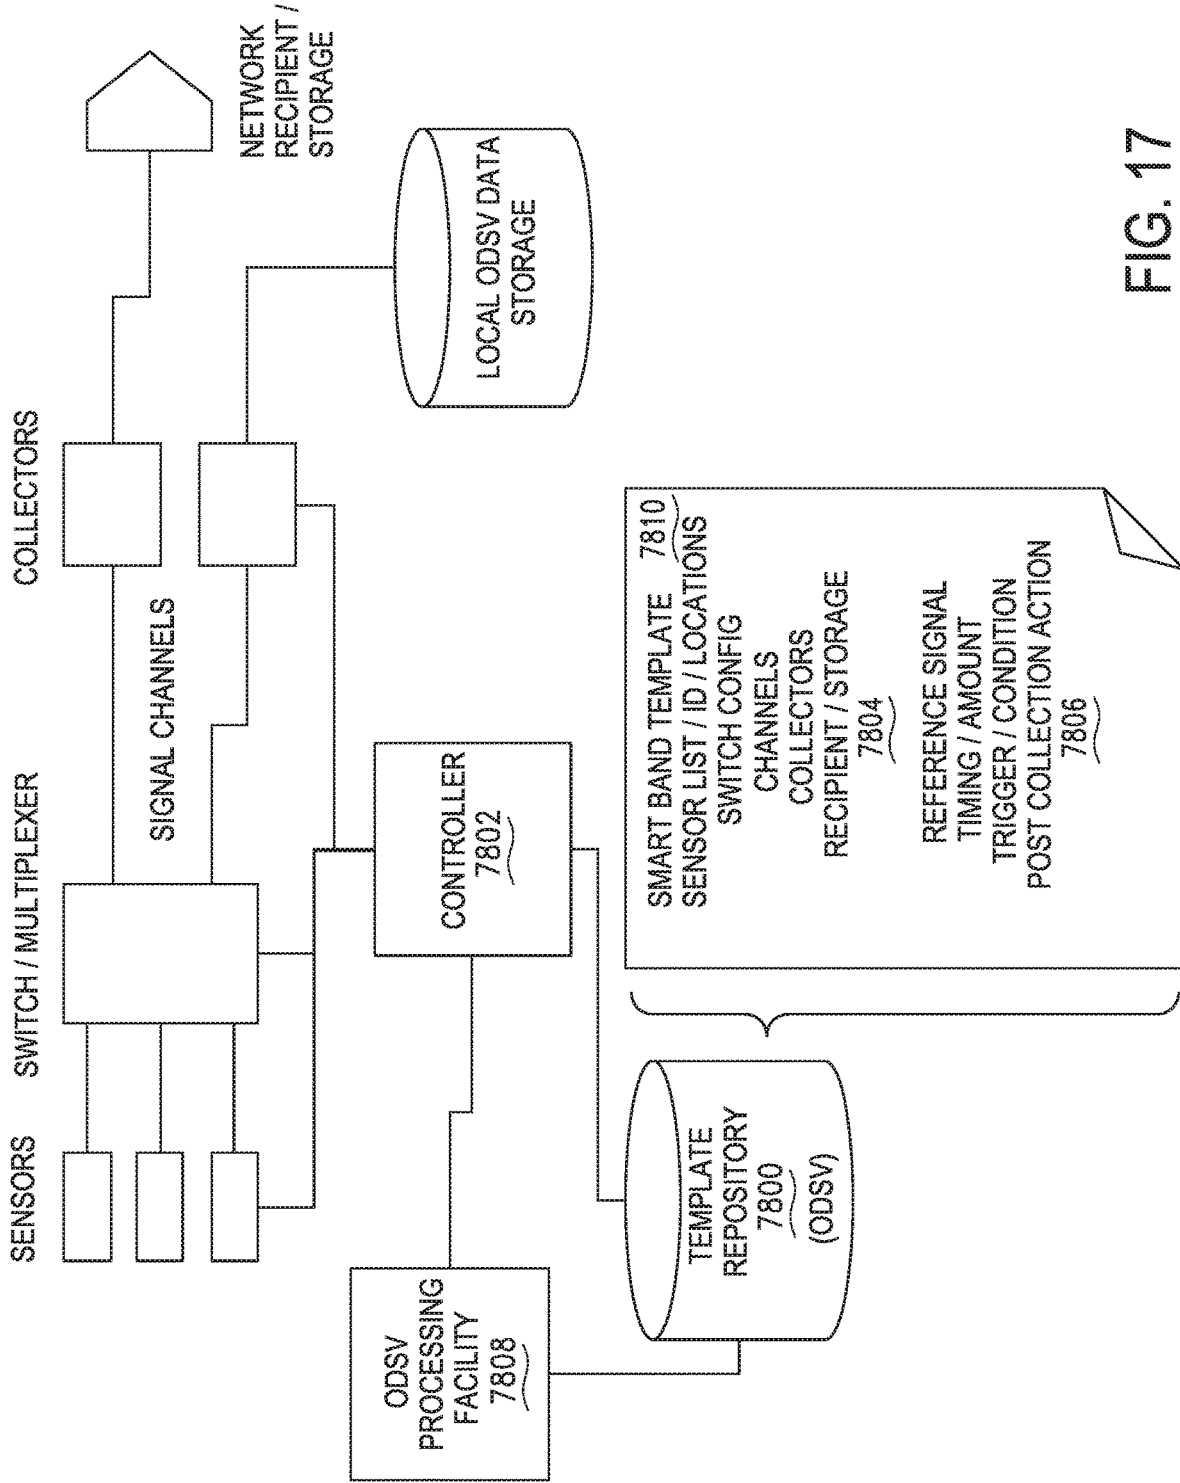 SENSORS
SWITCH / MULTIPLEXER
SIGNAL CHANNELS
COLLECTORS
NETWORK
RECIPIENT /
STORAGE
LOCAL ODSV DATA
STORAGE
CONTROLLER
7802
ODSV
PROCESSING
FACILITY
7808
TEMPLATE
REPOSITORY
7800
(ODSV)
SMART BAND TEMPLATE 7810
SENSOR LIST / ID / LOCATIONS
SWITCH CONFIG
CHANNELS
COLLECTORS
RECIPIENT / STORAGE
7804
REFERENCE SIGNAL
TIMING / AMOUNT
TRIGGER / CONDITION
POST COLLECTION ACTION
7806
FIG. 17